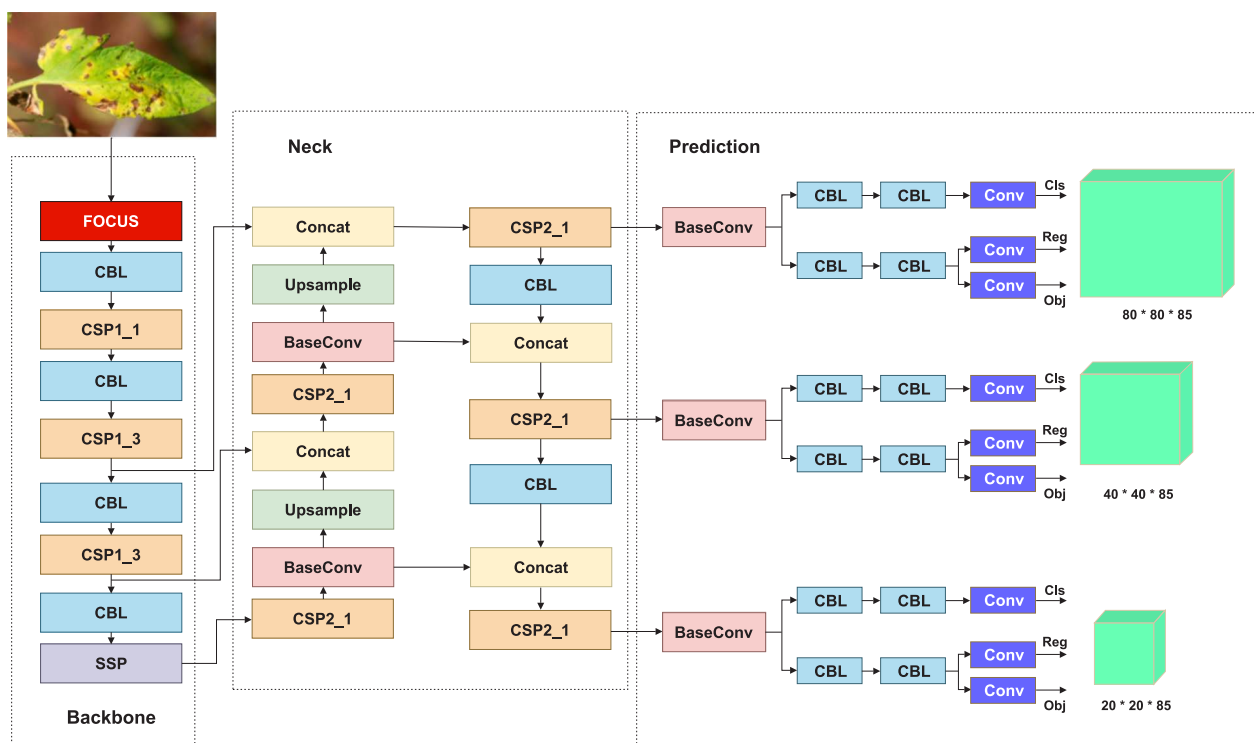 Backbone
FOCUS
CBL
CSP1_1
CBL
CSP1_3
CBL
CSP1_3
CBL
SSP
Neck
Concat
Upsample
BaseConv
CSP2_1
Concat
Upsample
BaseConv
CSP2_1
CSP2_1
CBL
Concat
CSP2_1
CBL
Concat
CSP2_1
Prediction
BaseConv
CBL
CBL
Conv
Cls
CBL
CBL
Conv
Reg
Conv
Obj
80 * 80 * 85
BaseConv
CBL
CBL
Conv
Cls
CBL
CBL
Conv
Reg
Conv
Obj
40 * 40 * 85
BaseConv
CBL
CBL
Conv
Cls
CBL
CBL
Conv
Reg
Conv
Obj
20 * 20 * 85